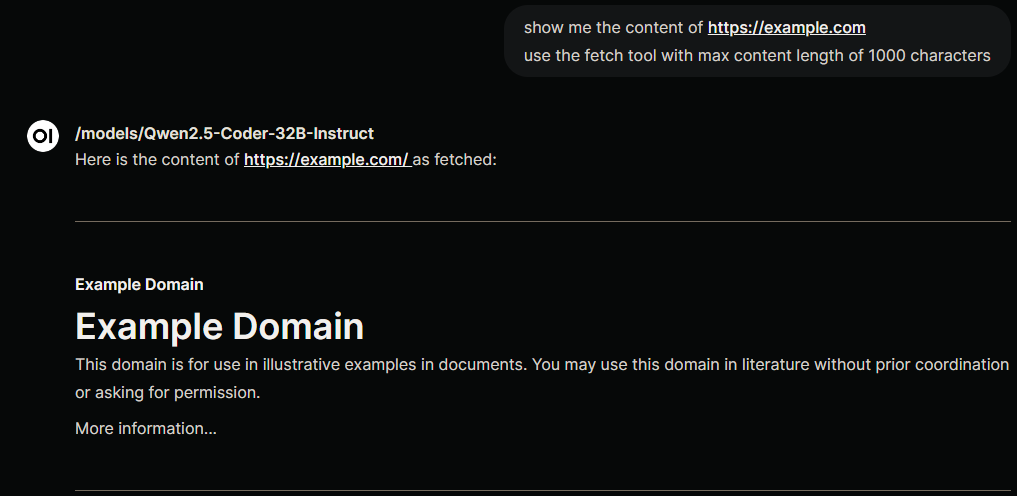 show me the content of https://example.com
use the fetch tool with max content length of 1000 characters
OI
/models/Qwen2.5-Coder-32B-Instruct
Here is the content of https://example.com/ as fetched:
Example Domain
Example Domain
This domain is for use in illustrative examples in documents. You may use this domain in literature without prior coordination
or asking for permission.
More information...